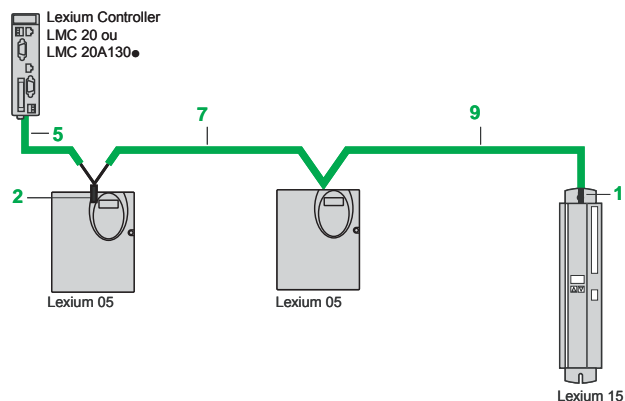 Lexium Controller
LMC 20 ou
LMC 20A130●
5
7
9
2
1
Lexium 05
Lexium 05
Lexium 15